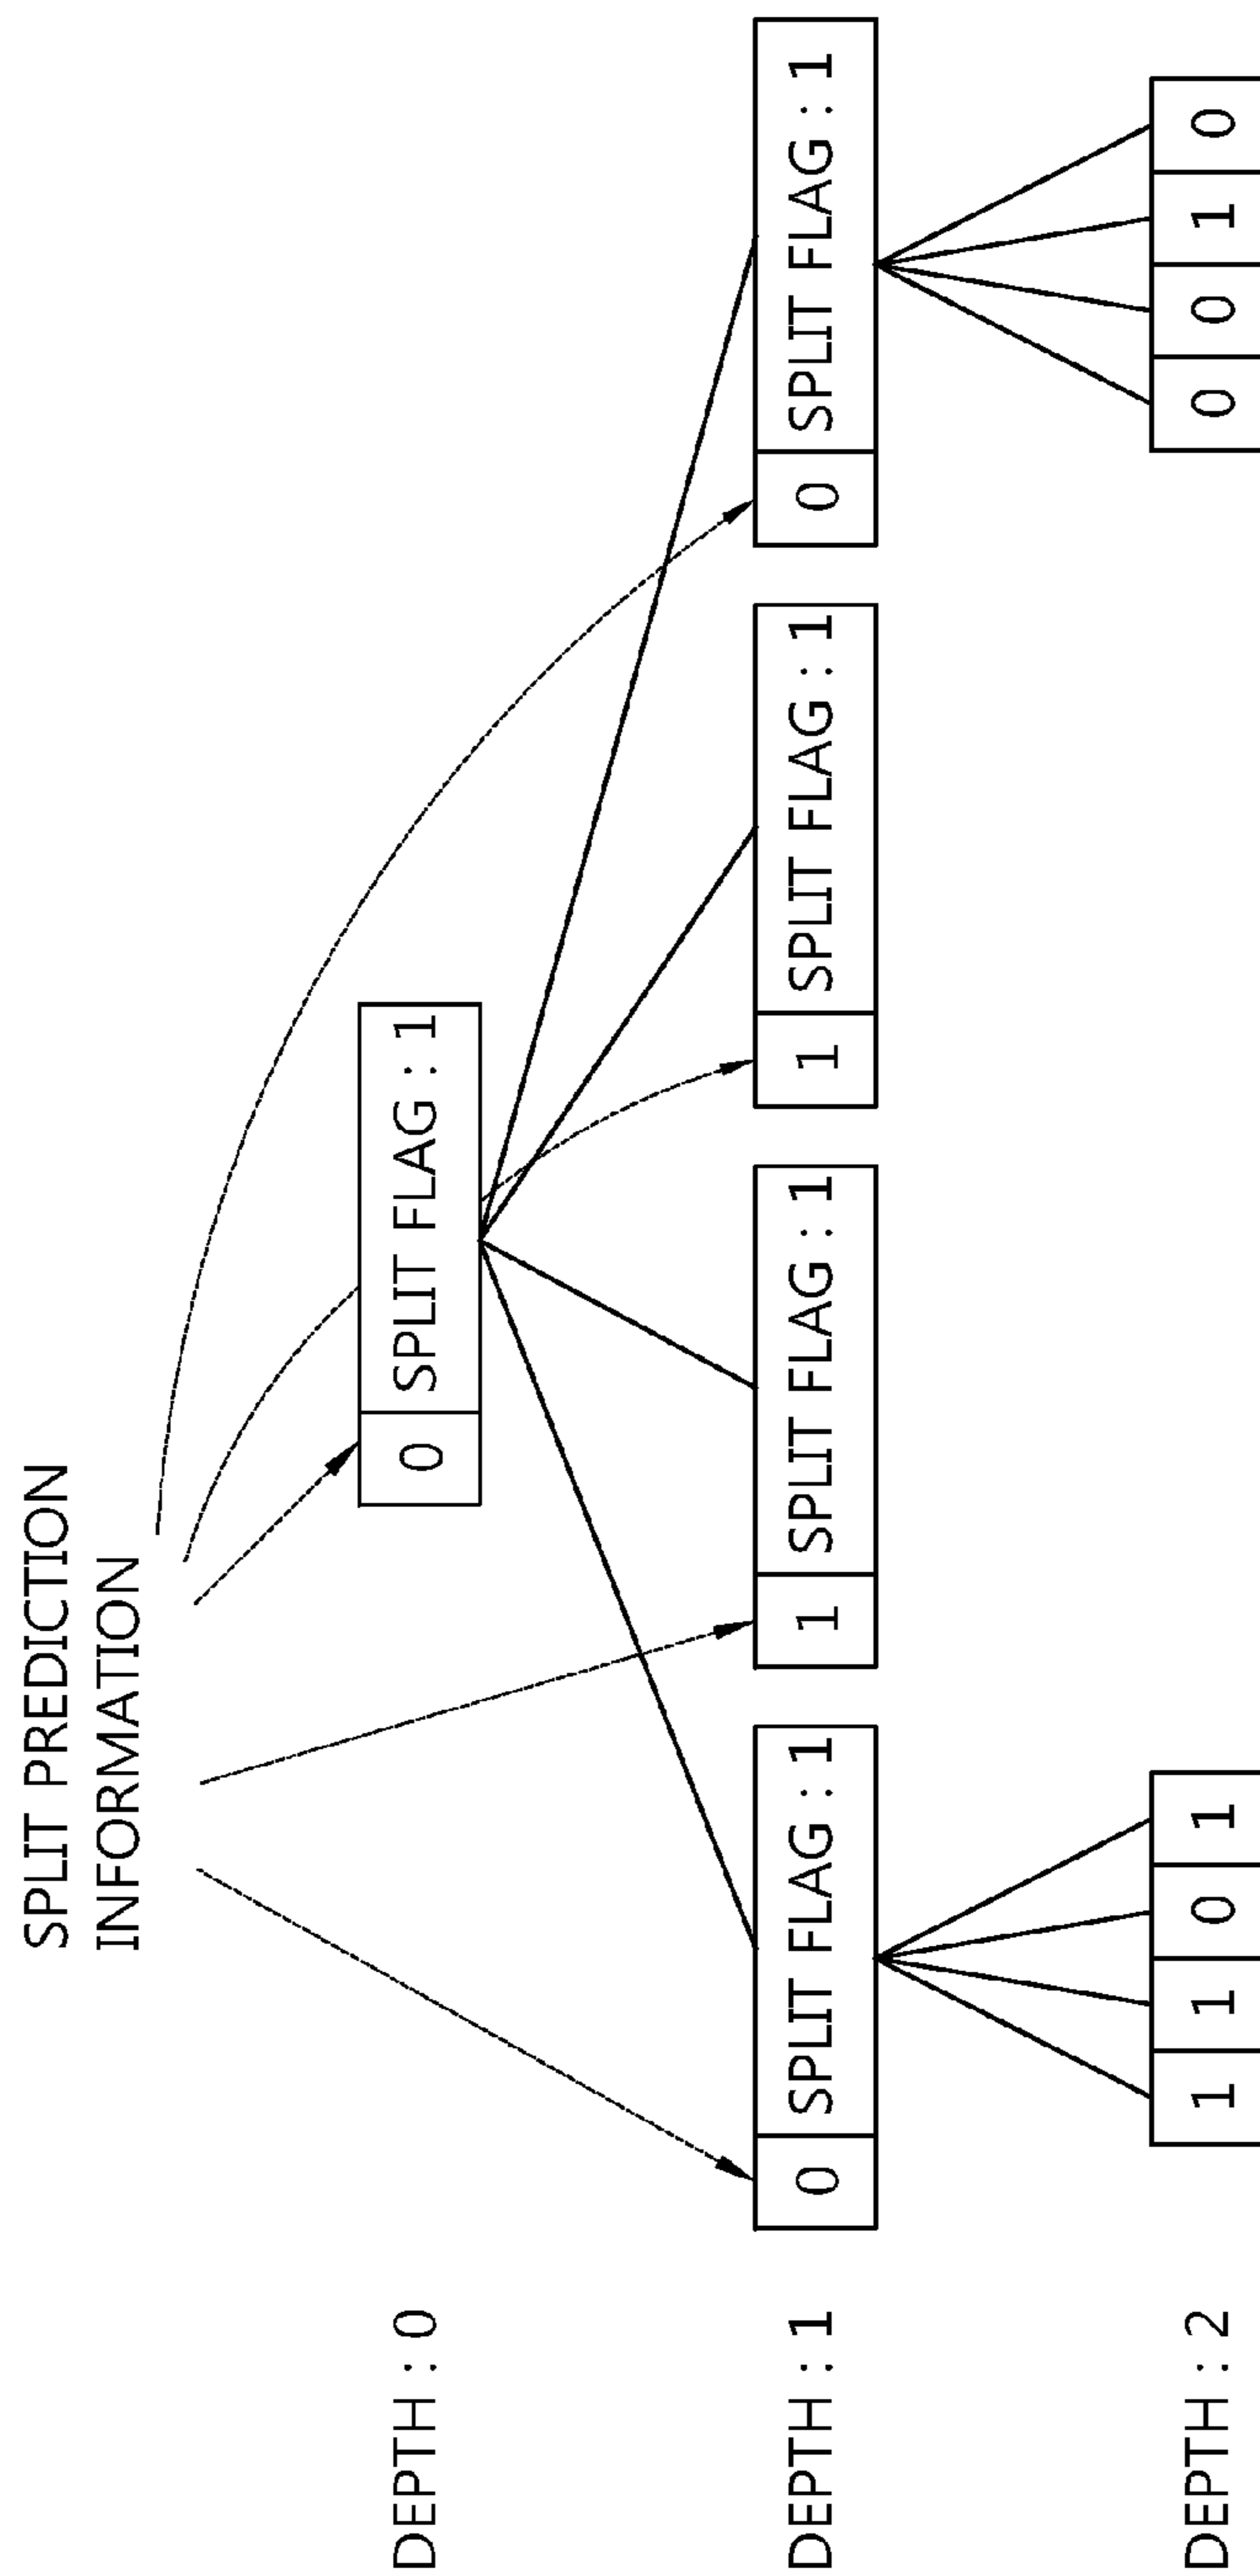 SPLIT PREDICTION
INFORMATION
DEPTH : 0
0 SPLIT FLAG : 1
DEPTH : 1
0 SPLIT FLAG : 1
1 SPLIT FLAG : 1
1 SPLIT FLAG : 1
0 SPLIT FLAG : 1
DEPTH : 2
1 1 0 1
0 0 1 0